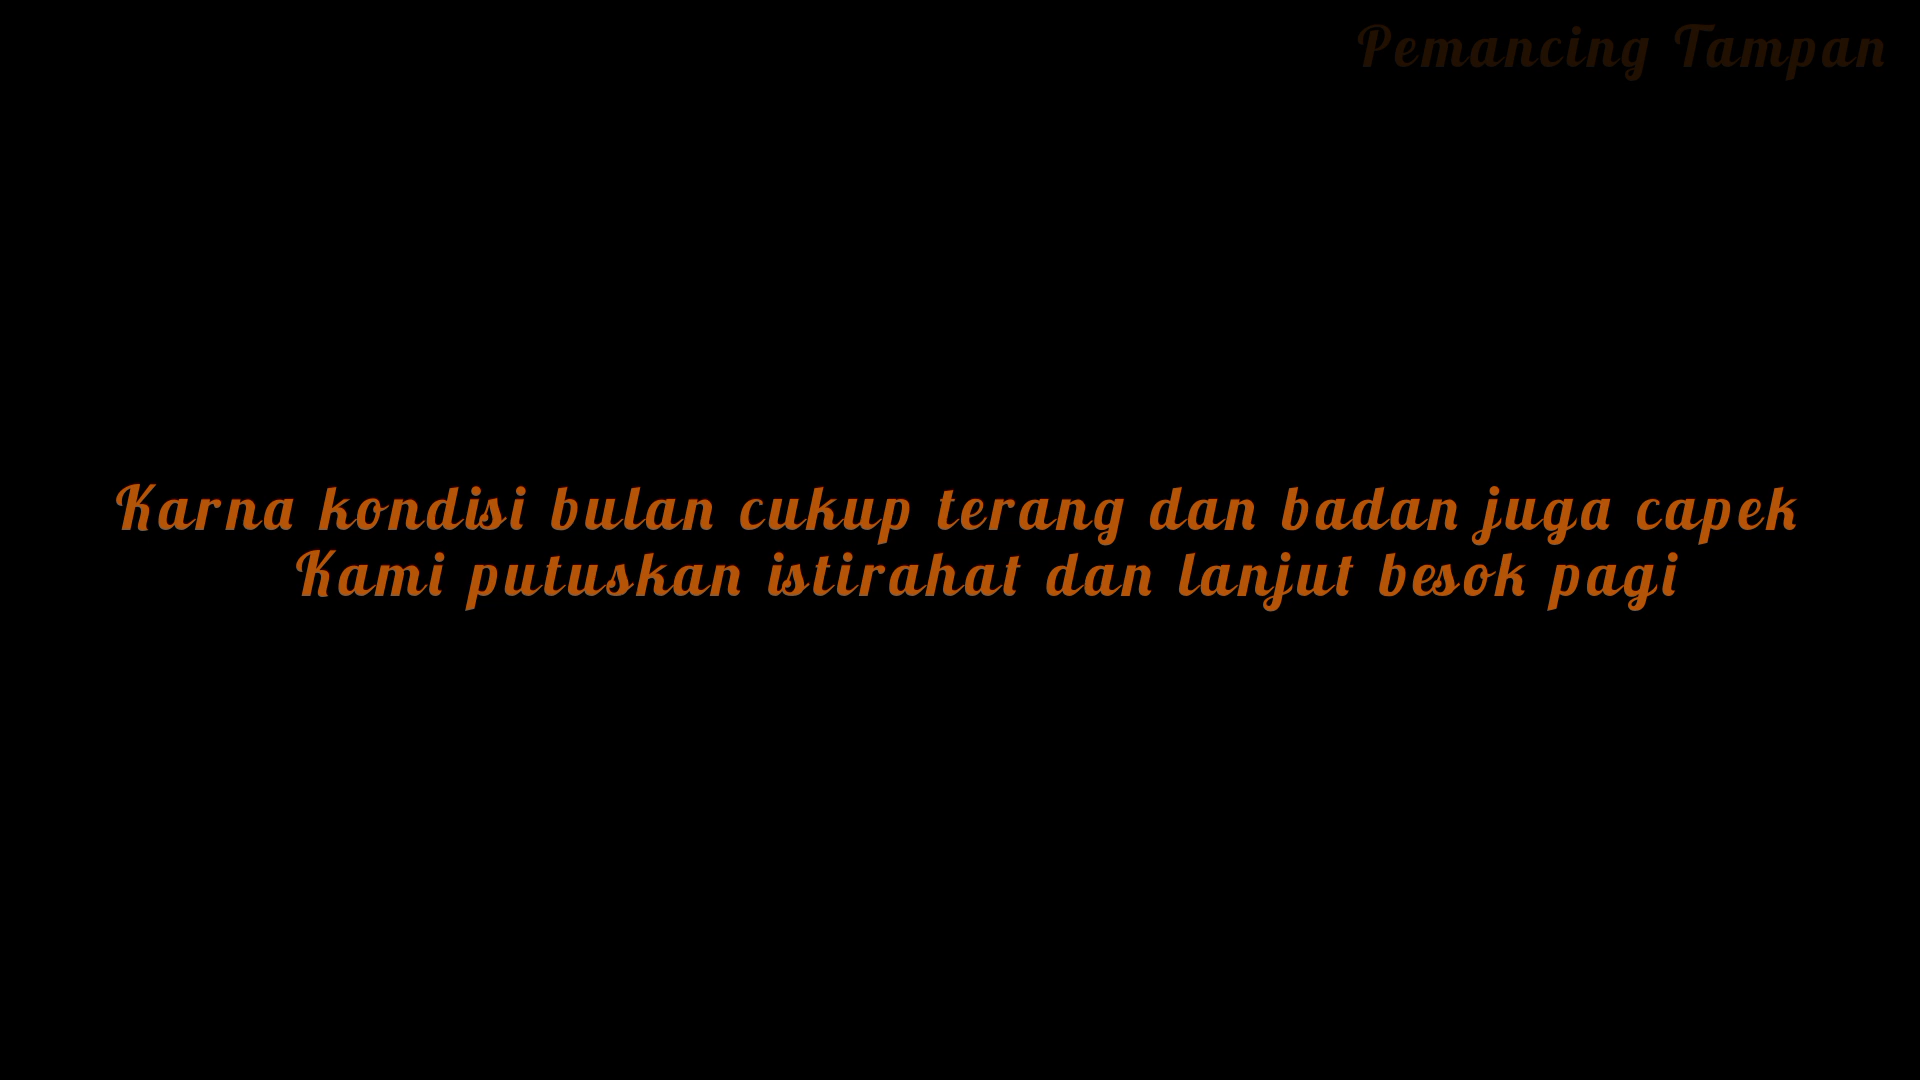 Pemancing Tampan
Karna kondisi bulan cukup terang dan badan juga capek
Kami putuskan istirahat dan lanjut besok pagi